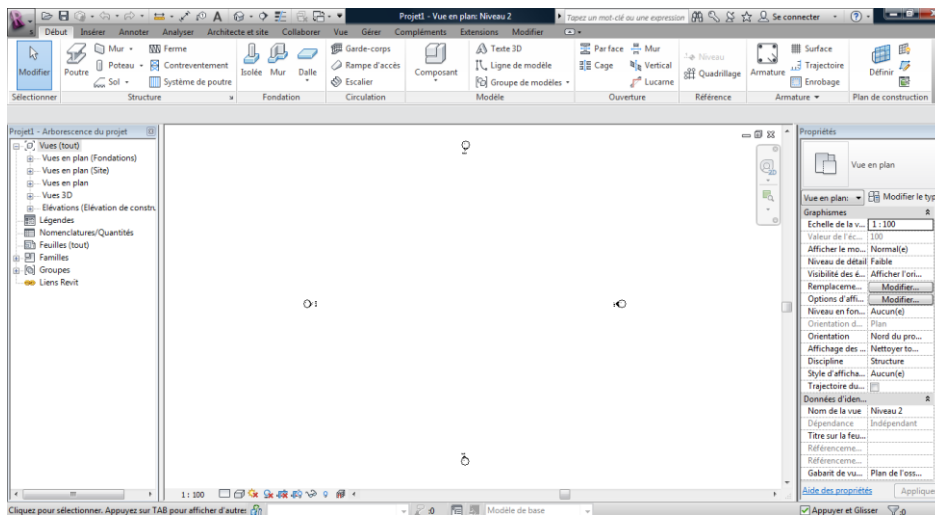 Projet1 - Vue en plan: Niveau 2
Tapez un mot-clé ou une expression
Se connecter
Début Insérer Annoter Analyser Architecte et site Collaborer Vue Gérer Compléments Extensions Modifier
Modifier
Poutre
Mur
Poteau
Sol
Ferme
Contreventement
Système de poutre
Isolée Mur Dalle
Garde-corps
Rampe d'accès
Escalier
Composant
Texte 3D
Ligne de modèle
Groupe de modèles
Par face Mur
Cage Vertical
Lucarne
Niveau
Quadrillage
Armature
Surface
Trajectoire
Enrobage
Définir
Sélectionner Structure Fondation Circulation Modèle Ouverture Référence Armature Plan de construction
Projet1 - Arborescence du projet
Vues (tout)
Vues en plan (Fondations)
Vues en plan (Site)
Vues en plan
Vues 3D
Elévations (Elévation de constru
Légendes
Nomenclatures/Quantités
Feuilles (tout)
Familles
Groupes
Liens Revit
Propriétés
Vue en plan
Vue en plan: Modifier le typ
Graphismes
Echelle de la v... 1 : 100
Valeur de l'éc... 100
Afficher le mo... Normal(e)
Niveau de détail Faible
Visibilité des é... Afficher l'ori...
Remplaceme... Modifier...
Options d'affi... Modifier...
Niveau en fon... Aucun(e)
Orientation d... Plan
Orientation Nord du pro...
Affichage des ... Nettoyer to...
Discipline Structure
Style d'afficha... Aucun(e)
Trajectoire du...
Données d'iden...
Nom de la vue Niveau 2
Dépendance Indépendant
Titre sur la feu...
Référenceme...
Référenceme...
Gabarit de vu... Plan de l'oss...
Aide des propriétés Applique
1 : 100
Cliquez pour sélectionner. Appuyez sur TAB pour afficher d'autres
:0
Modèle de base
Appuyer et Glisser
:0